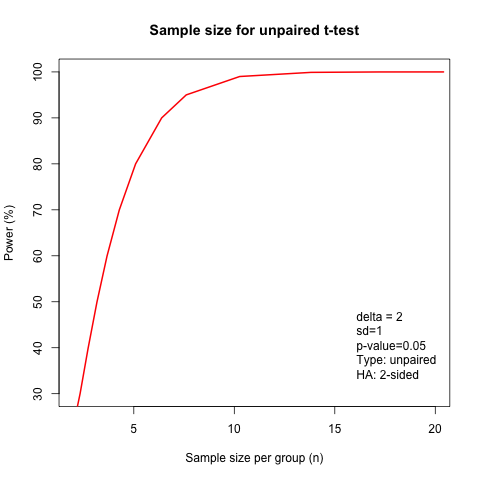 Sample size for unpaired t-test
Power (%)
100
90
80
70
60
50
40
30
delta = 2
sd=1
p-value=0.05
Type: unpaired
HA: 2-sided
5 10 15 20
Sample size per group (n)